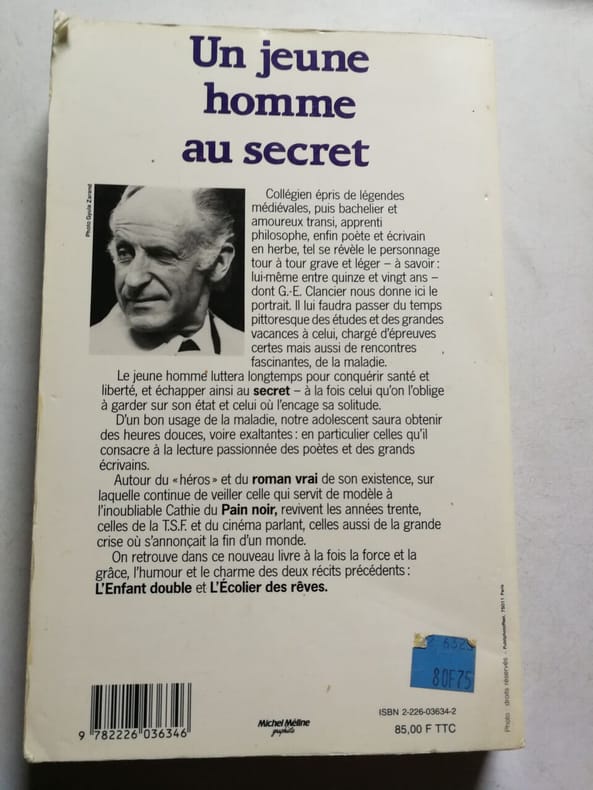 Un jeune
homme
au secret
Photo Gyula Zarand
Collégien épris de légendes
médiévales, puis bachelier et
amoureux transi, apprenti
philosophe, enfin poète et écrivain
en herbe, tel se révèle le personnage
tour à tour grave et léger – à savoir :
lui-même entre quinze et vingt ans –
dont G.-E. Clancier nous donne ici le
portrait. Il lui faudra passer du temps
pittoresque des études et des grandes
vacances à celui, chargé d'épreuves
certes mais aussi de rencontres
fascinantes, de la maladie.
Le jeune homme luttera longtemps pour conquérir santé et
liberté, et échapper ainsi au secret – à la fois celui qu'on l'oblige
à garder sur son état et celui où l'encage sa solitude.
D'un bon usage de la maladie, notre adolescent saura obtenir
des heures douces, voire exaltantes : en particulier celles qu'il
consacre à la lecture passionnée des poètes et des grands
écrivains.
Autour du « héros » et du roman vrai de son existence, sur
laquelle continue de veiller celle qui servit de modèle à
l'inoubliable Cathie du Pain noir, revivent les années trente,
celles de la T.S.F. et du cinéma parlant, celles aussi de la grande
crise où s'annonçait la fin d'un monde.
On retrouve dans ce nouveau livre à la fois la force et la
grâce, l'humour et le charme des deux récits précédents :
L'Enfant double et L'Écolier des rêves.
80F75
ISBN 2-226-03634-2
85,00 F TTC
9 782226 036346
Michel Méline
graphiste
Photo : droits réservés - 75011 Paris